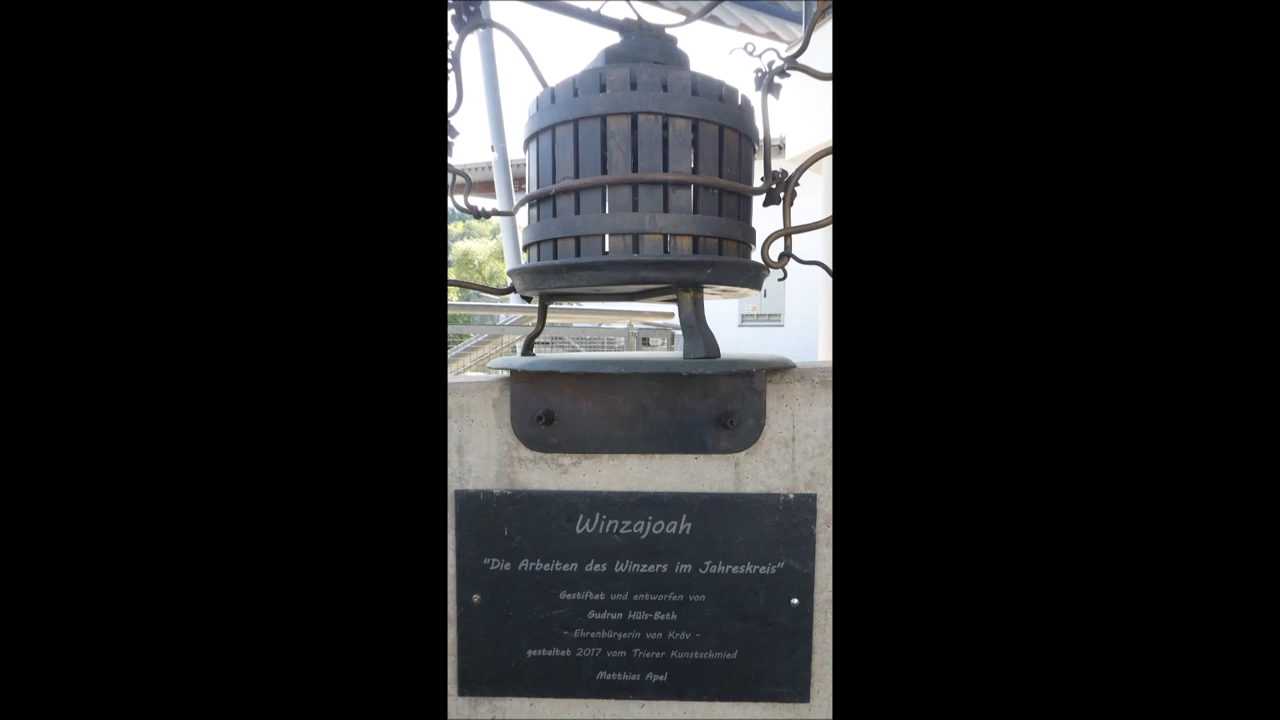 Winzajoah
"Die Arbeiten des Winzers im Jahreskreis"
Gestiftet und entworfen von
Gudrun Hüls-Beth
- Ehrenbürgerin von Kröv -
gestaltet 2017 vom Trierer Kunstschmied
Matthias Apel